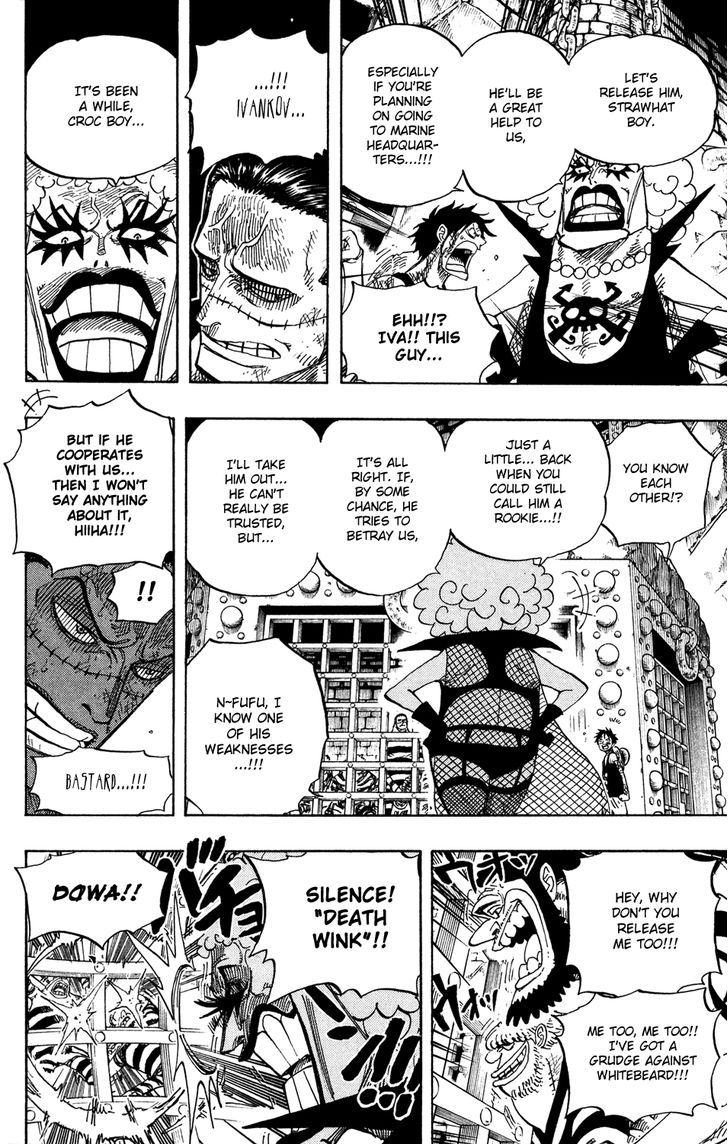 LET'S
RELEASE HIM,
STRAWHAT
BOY.
HE'LL BE
A GREAT
HELP TO
US,
ESPECIALLY
IF YOU'RE
PLANNING
ON GOING
TO MARINE
HEADQUAR-
TERS...!!!
EHH!!?
IVA!! THIS
GUY...
...!!!
IVANKOV...
IT'S BEEN
A WHILE,
CROC BOY...
YOU KNOW
EACH
OTHER!?
JUST A
LITTLE... BACK
WHEN YOU
COULD STILL
CALL HIM A
ROOKIE...!!
IT'S ALL
RIGHT. IF,
BY SOME
CHANCE, HE
TRIES TO
BETRAY US,
I'LL TAKE
HIM OUT...
HE CAN'T
REALLY BE
TRUSTED,
BUT...
N~FUFU, I
KNOW ONE
OF HIS
WEAKNESSES
...!!!
BUT IF HE
COOPERATES
WITH US...
THEN I WON'T
SAY ANYTHING
ABOUT IT,
HIIHA!!!
!!
BASTARD...!!!
HEY, WHY
DON'T YOU
RELEASE
ME TOO!!!
ウオオ
ME TOO, ME TOO!!
I'VE GOT A
GRUDGE AGAINST
WHITEBEARD!!!
SILENCE!
"DEATH
WINK"!!
DOWA!!